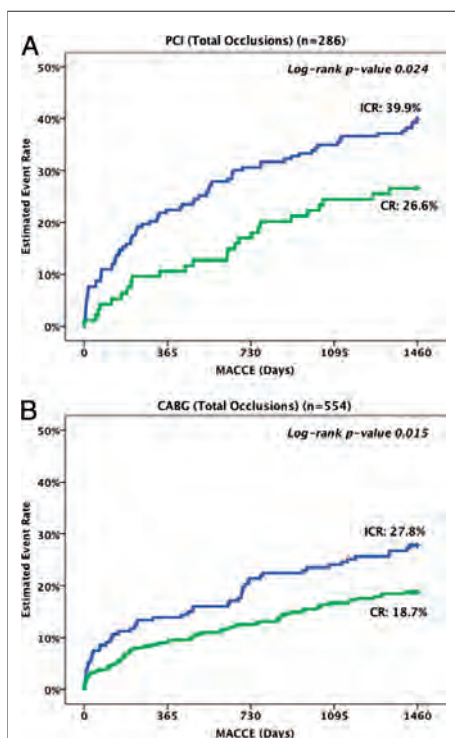 A
PCI (Total Occlusions) (n=286)
Log-rank p-value 0.024
50%
40%
30%
20%
10%
0%
Estimated Event Rate
ICR: 39.9%
CR: 26.6%
0 365 730 1095 1460
MACCE (Days)
B
CABG (Total Occlusions) (n=554)
Log-rank p-value 0.015
50%
40%
30%
20%
10%
0%
Estimated Event Rate
ICR: 27.8%
CR: 18.7%
0 365 730 1095 1460
MACCE (Days)